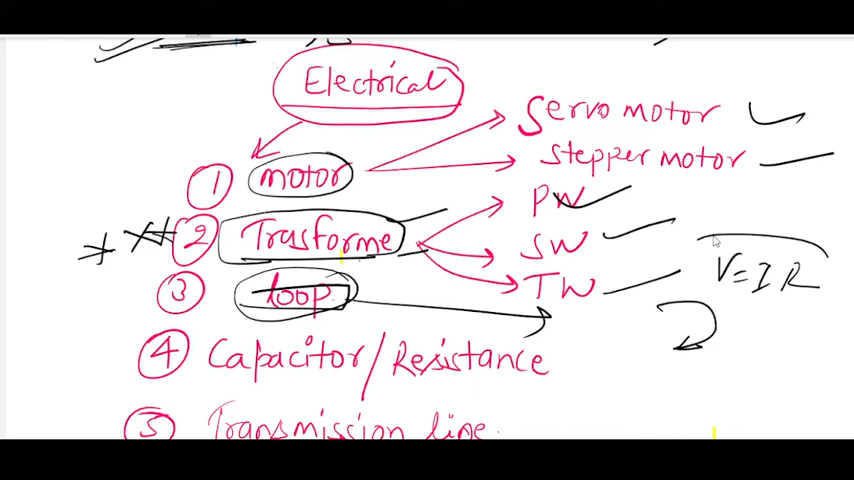 Electrical
① motor
Servo motor
stepper motor
② Trasforme
PW
SW
TW
V=IR
③ loop
④ Capacitor/Resistance
⑤ Transmission line